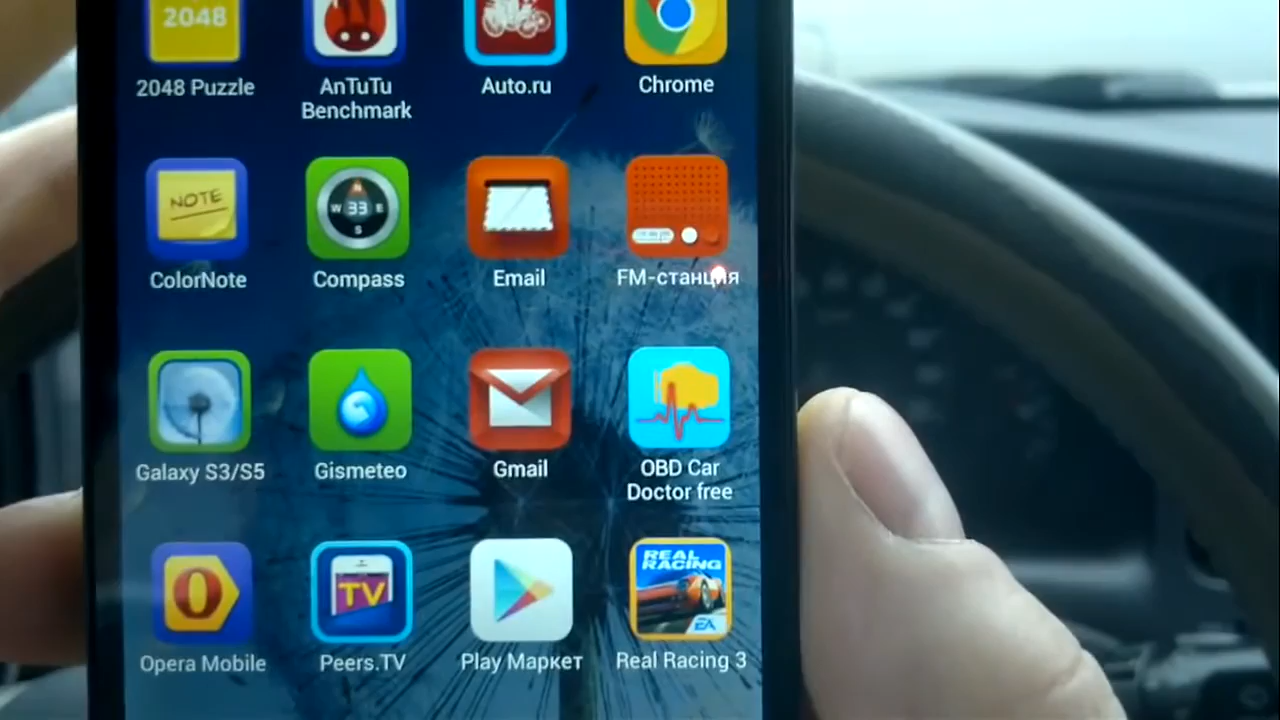 2048
2048 Puzzle
AnTuTu
Benchmark
Auto.ru
Chrome
NOTE
W 33 E
S
ColorNote
Compass
Email
FM-станция
Galaxy S3/S5
Gismeteo
Gmail
OBD Car
Doctor free
TV
REAL
RACING
EA
Opera Mobile
Peers.TV
Play Маркет
Real Racing 3